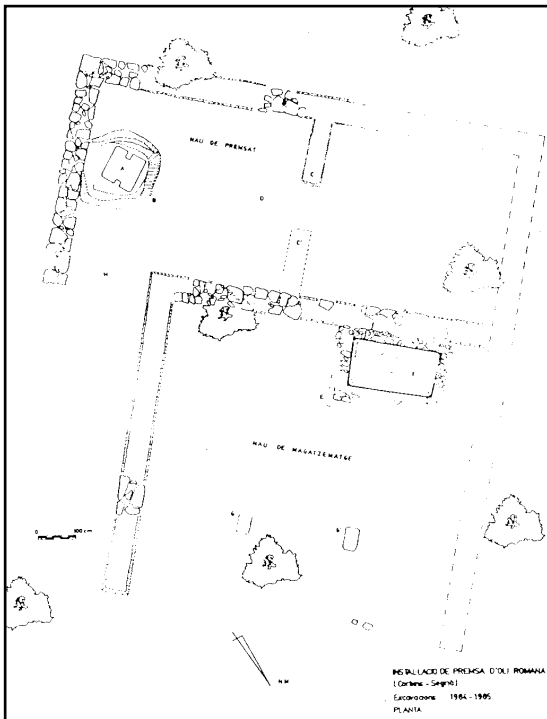 NAU DE PREMSAT
A
B
C
D
C'
H
F
E
NAU DE MAGATZEMATGE
G
G'
0 100 cm
NM
INSTAL.LACIO DE PREMSA D'OLI ROMANA
(Corbins - Segrià)
Excavacions 1984-1985
PLANTA